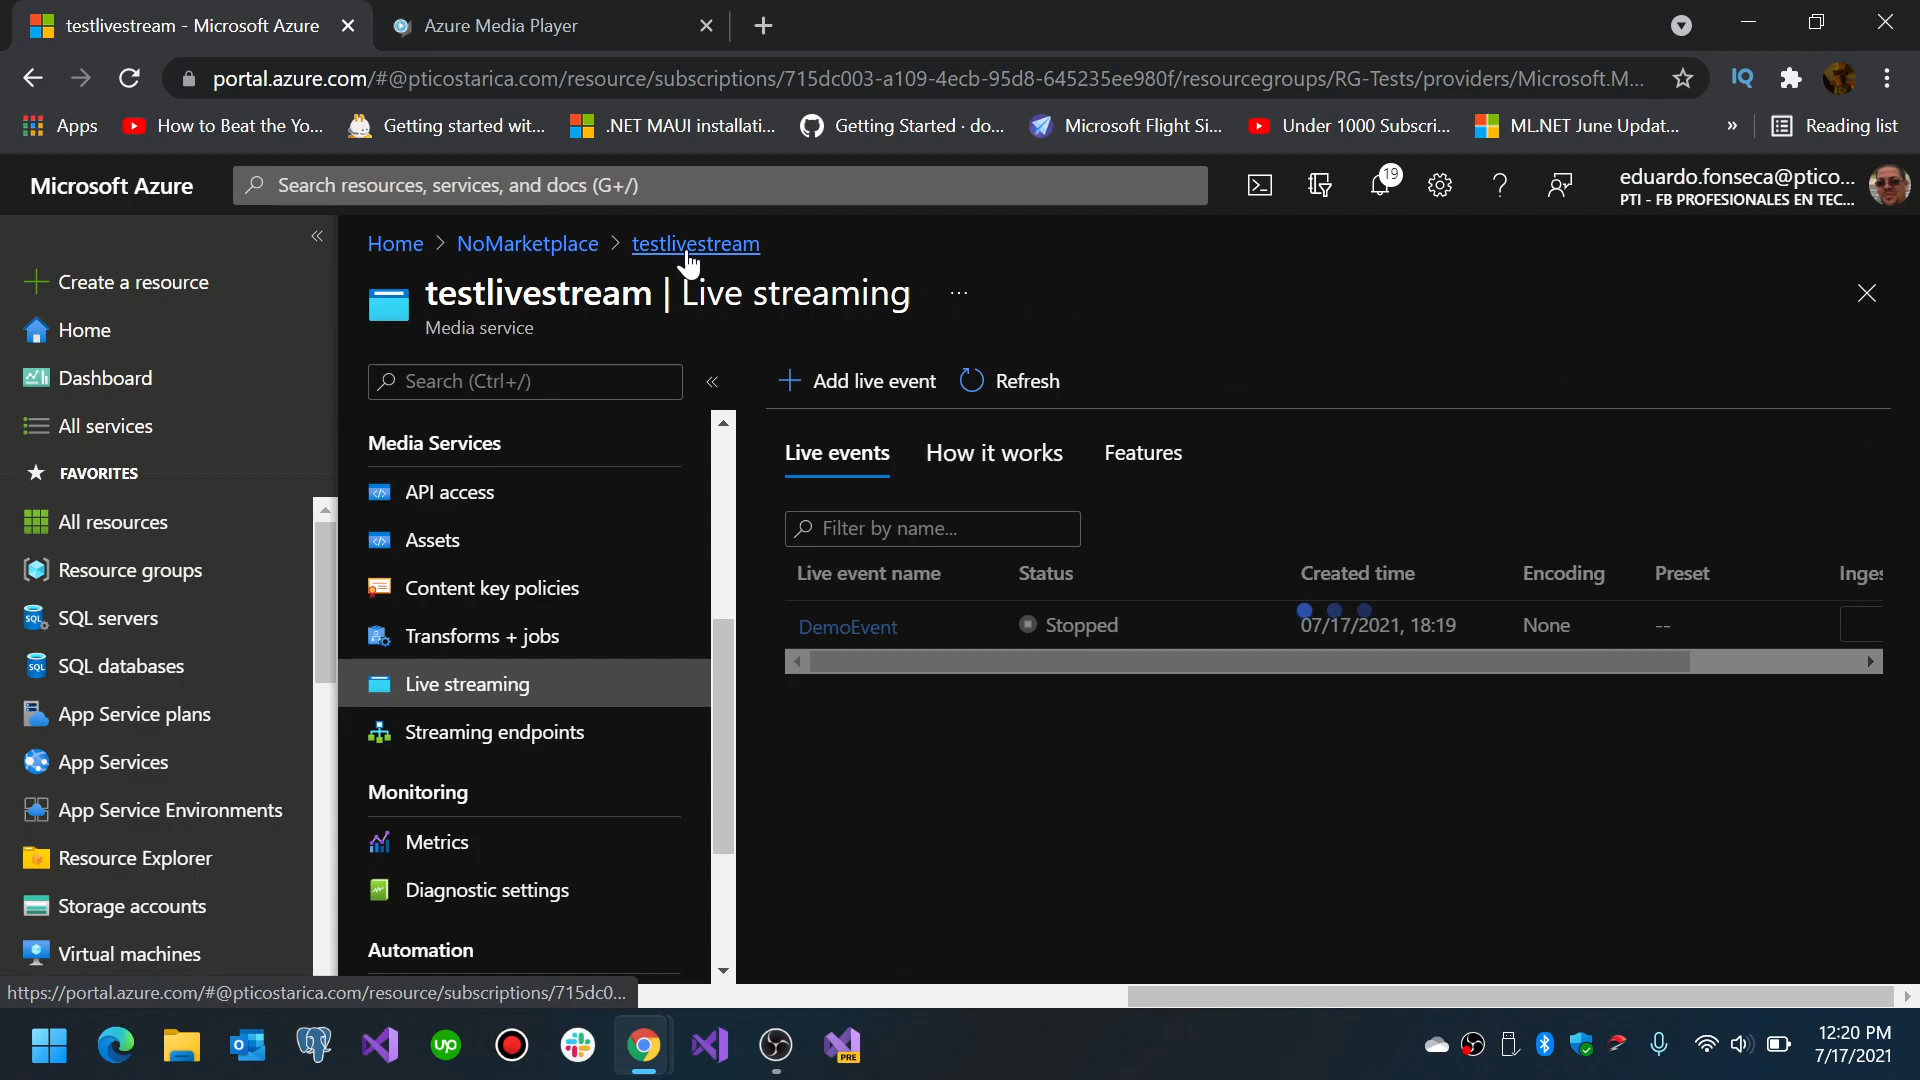 testlivestream - Microsoft Azure
Azure Media Player
portal.azure.com/#@pticostarica.com/resource/subscriptions/715dc003-a109-4ecb-95d8-645235ee980f/resourcegroups/RG-Tests/providers/Microsoft.M...
IQ
Apps
How to Beat the Yo...
Getting started wit...
.NET MAUI installati...
Getting Started · do...
Microsoft Flight Si...
Under 1000 Subscri...
ML.NET June Updat...
»
Reading list
Microsoft Azure
Search resources, services, and docs (G+/)
19
eduardo.fonseca@ptico...
PTI - FB PROFESIONALES EN TEC...
Home > NoMarketplace > testlivestream
testlivestream | Live streaming
...
Media service
Create a resource
Home
Dashboard
All services
FAVORITES
All resources
Resource groups
SQL servers
SQL databases
App Service plans
App Services
App Service Environments
Resource Explorer
Storage accounts
Virtual machines
Search (Ctrl+/)
Media Services
API access
Assets
Content key policies
Transforms + jobs
Live streaming
Streaming endpoints
Monitoring
Metrics
Diagnostic settings
Automation
Add live event
Refresh
Live events
How it works
Features
Filter by name...
Live event name Status Created time Encoding Preset Inges
DemoEvent Stopped 07/17/2021, 18:19 None --
https://portal.azure.com/#@pticostarica.com/resource/subscriptions/715dc0...
up
PRE
12:20 PM
7/17/2021